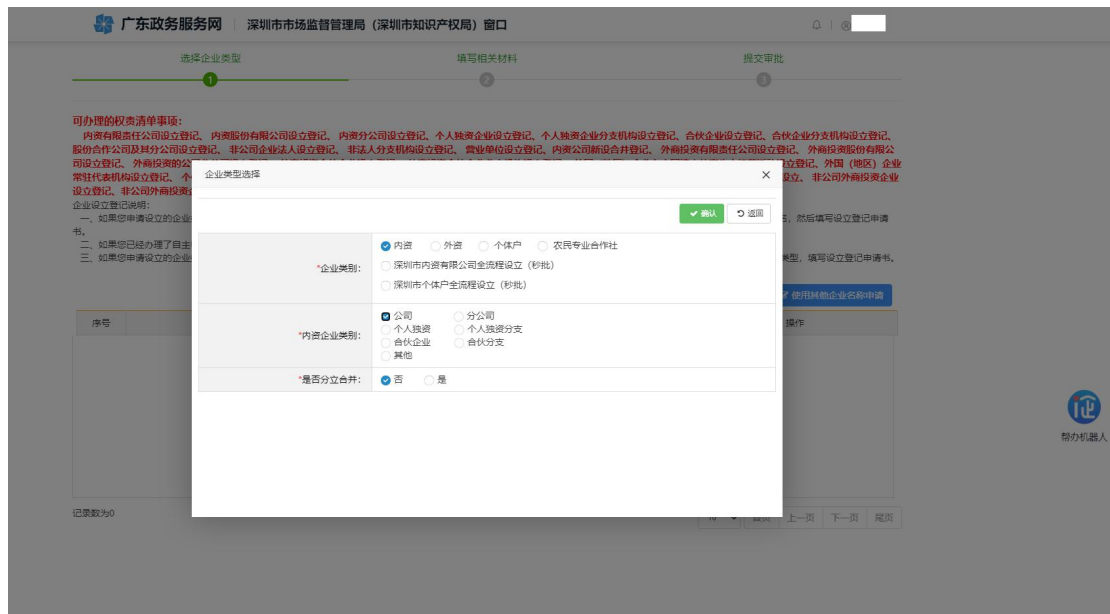 广东政务服务网 深圳市市场监督管理局（深圳市知识产权局）窗口
选择企业类型 填写相关材料 提交审批
1 2 3
可办理的权责清单事项：
内资有限责任公司设立登记、 内资股份有限公司设立登记、 内资分公司设立登记、个人独资企业设立登记、个人独资企业分支机构设立登记、合伙企业设立登记、合伙企业分支机构设立登记、
股份合作公司及其分公司设立登记、 非公司企业法人设立登记、 非法人分支机构设立登记、 营业单位设立登记、内资公司新设合并登记、 外商投资有限责任公司设立登记、 外商投资股份有限公
司设立登记、外商投资的公 立登记、外国（地区）企业
常驻代表机构设立登记、 个 设立、 非公司外商投资企业
设立登记、非公司外商投资企
企业类型选择 ×
企业设立登记说明：
一、如果您申请设立的企业 名，然后填写设立登记申请
书。
二、如果您已经办理了自主
三、如果您申请设立的企业 类型，填写设立登记申请书。
确认 返回
*企业类别： 内资 外资 个体户 农民专业合作社
深圳市内资有限公司全流程设立（秒批）
深圳市个体户全流程设立（秒批）
使用其他企业名称申请
序号 操作
*内资企业类别： 公司 分公司
个人独资 个人独资分支
合伙企业 合伙分支
其他
*是否分立合并： 否 是
帮办机器人
记录数为0 10 首页 上一页 下一页 尾页